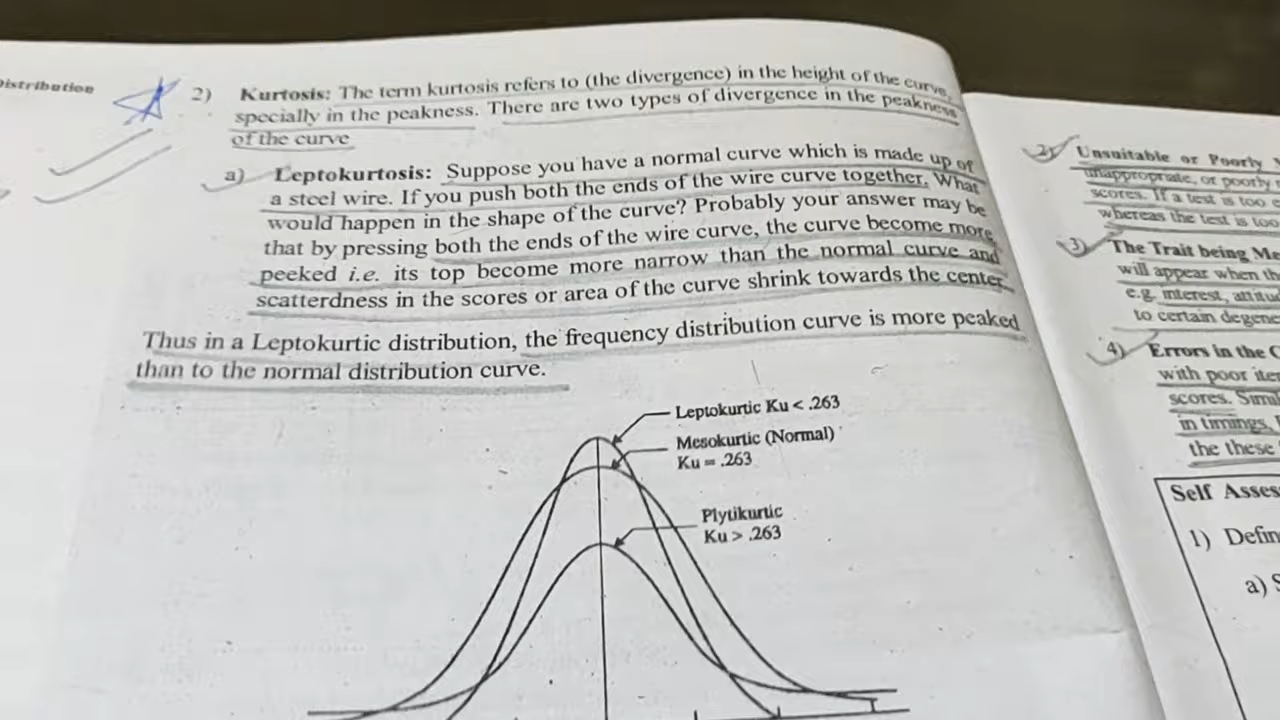 Distribution
2) Kurtosis: The term kurtosis refers to (the divergence) in the height of the curve,
specially in the peakness. There are two types of divergence in the peakness
of the curve
a) Leptokurtosis: Suppose you have a normal curve which is made up of
a steel wire. If you push both the ends of the wire curve together. What
would happen in the shape of the curve? Probably your answer may be
that by pressing both the ends of the wire curve, the curve become more
peeked i.e. its top become more narrow than the normal curve and
scatterdness in the scores or area of the curve shrink towards the center.
Thus in a Leptokurtic distribution, the frequency distribution curve is more peaked
than to the normal distribution curve.
Leptokurtic Ku < .263
Mesokurtic (Normal)
Ku = .263
Plytikurtic
Ku > .263
2) Unsuitable or Poorly
unappropriate, or poorly
scores. If a test is too
whereas the test is too
3) The Trait being Me
will appear when th
e.g. interest, attitud
to certain degene
4) Errors in the C
with poor iter
scores. Simil
in timings,
the these
Self Asses
1) Defin
a) S